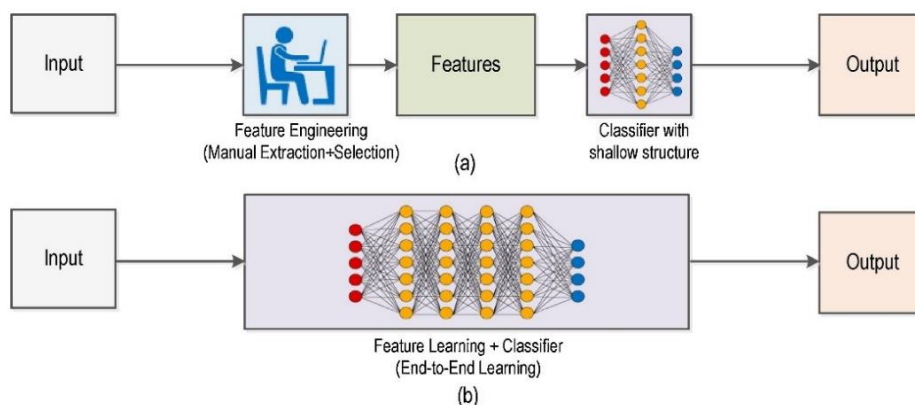 Input
Features
Output
Feature Engineering
(Manual Extraction+Selection)
Classifier with
shallow structure
(a)
Input
Output
Feature Learning + Classifier
(End-to-End Learning)
(b)